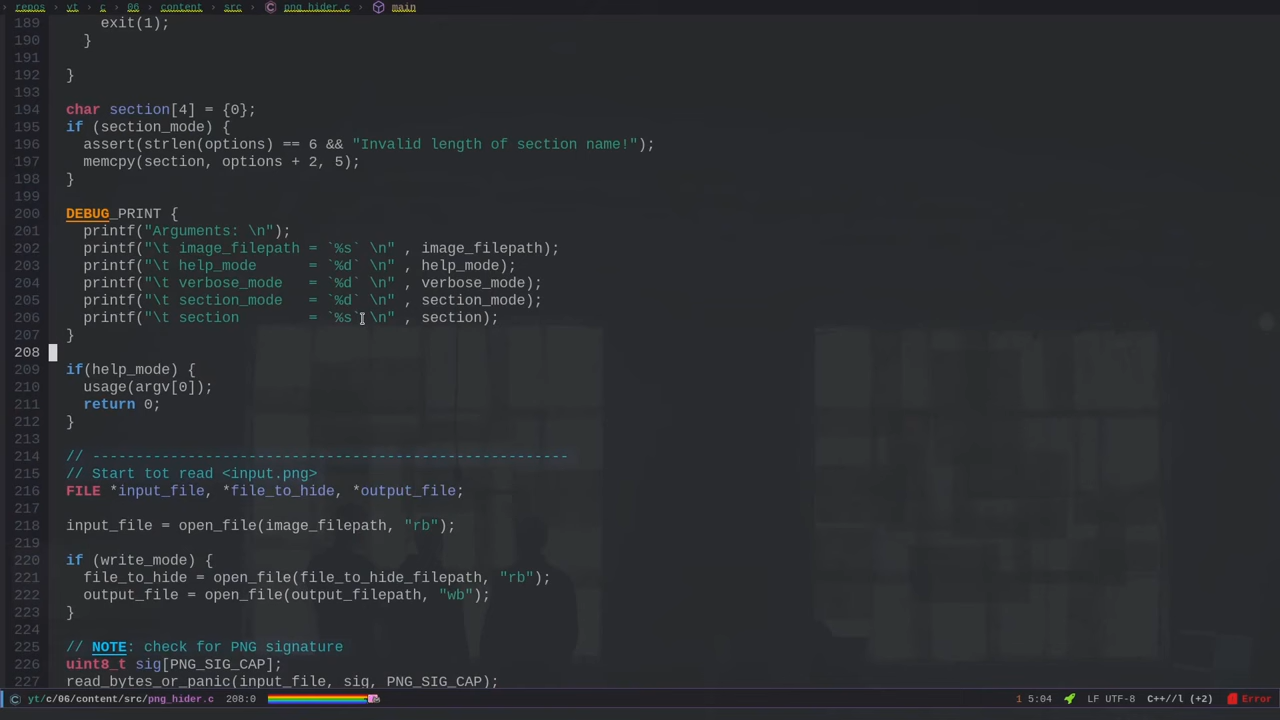 repos > yt > c > 06 > content > src > png_hider.c > main
189 exit(1);
190 }
191
192 }
193
194 char section[4] = {0};
195 if (section_mode) {
196 assert(strlen(options) == 6 && "Invalid length of section name!");
197 memcpy(section, options + 2, 5);
198 }
199
200 DEBUG_PRINT {
201 printf("Arguments: \n");
202 printf("\t image_filepath = `%s` \n" , image_filepath);
203 printf("\t help_mode      = `%d` \n" , help_mode);
204 printf("\t verbose_mode   = `%d` \n" , verbose_mode);
205 printf("\t section_mode   = `%d` \n" , section_mode);
206 printf("\t section        = `%s` \n" , section);
207 }
208
209 if(help_mode) {
210 usage(argv[0]);
211 return 0;
212 }
213
214 // -------------------------------------------------------
215 // Start tot read <input.png>
216 FILE *input_file, *file_to_hide, *output_file;
217
218 input_file = open_file(image_filepath, "rb");
219
220 if (write_mode) {
221 file_to_hide = open_file(file_to_hide_filepath, "rb");
222 output_file = open_file(output_filepath, "wb");
223 }
224
225 // NOTE: check for PNG signature
226 uint8_t sig[PNG_SIG_CAP];
227 read_bytes_or_panic(input_file, sig, PNG_SIG_CAP);
yt/c/06/content/src/png_hider.c 208:0 1 5:04 LF UTF-8 C++//l (+2) Error